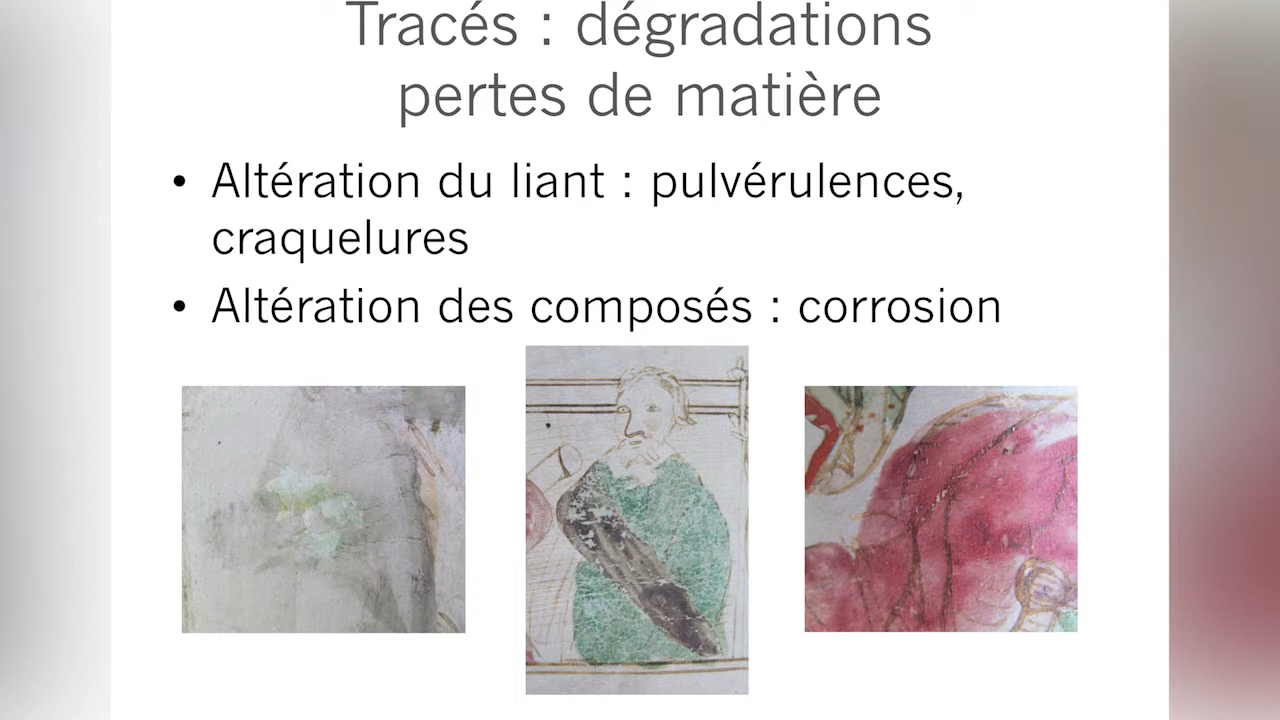 Tracés : dégradations
pertes de matière
• Altération du liant : pulvérulences,
craquelures
• Altération des composés : corrosion